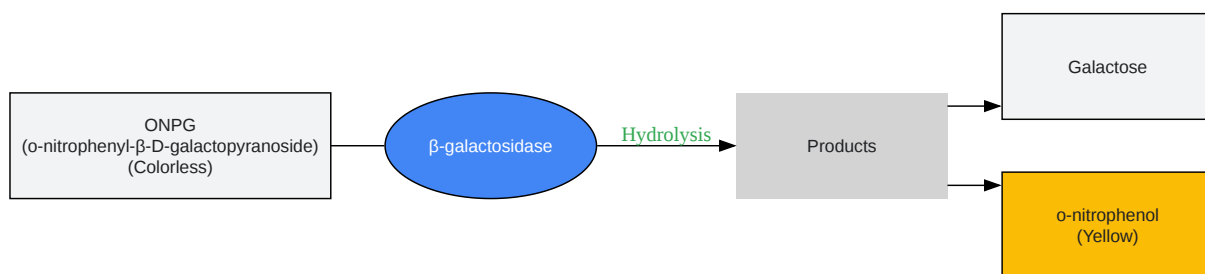 ONPG
(o-nitrophenyl-β-D-galactopyranoside)
(Colorless)
β-galactosidase
Hydrolysis
Products
Galactose
o-nitrophenol
(Yellow)